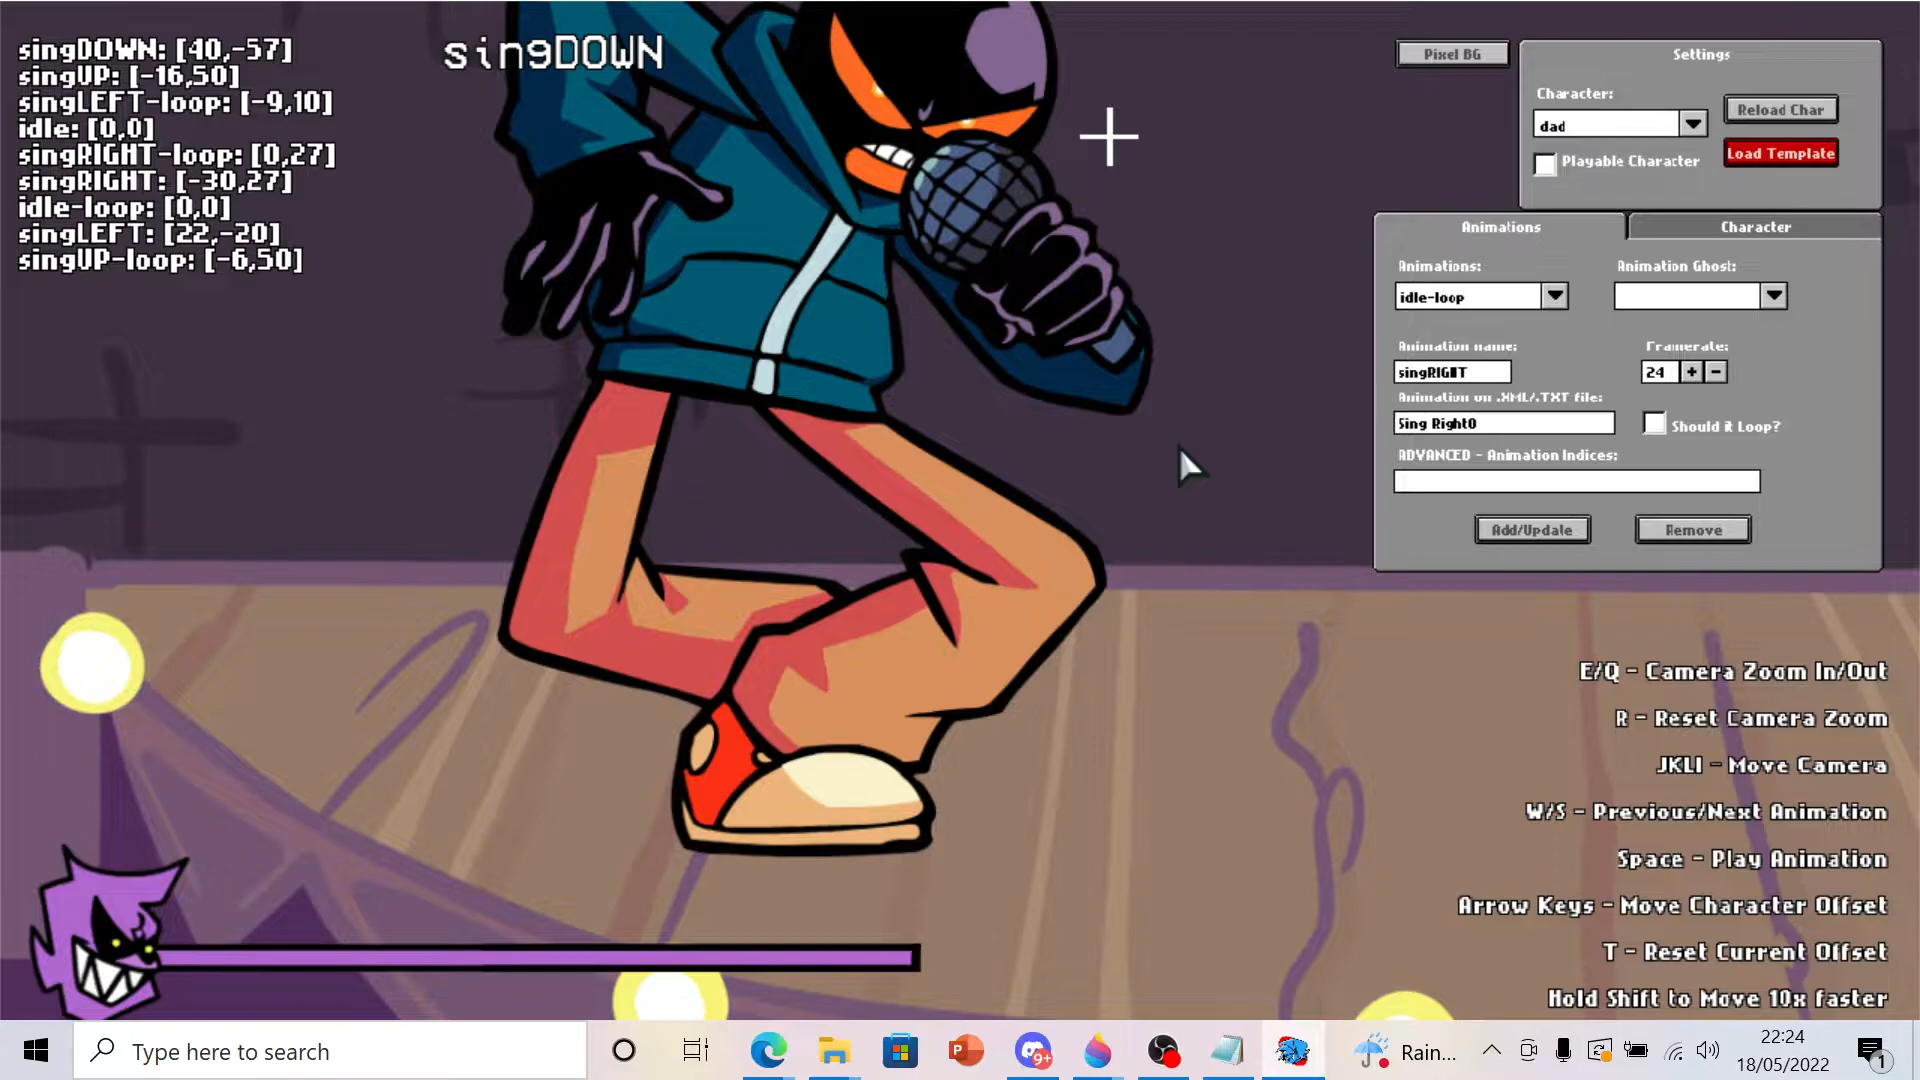 singDOWN: [40,-57]
singUP: [-16,50]
singLEFT-loop: [-9,10]
idle: [0,0]
singRIGHT-loop: [0,27]
singRIGHT: [-30,27]
idle-loop: [0,0]
singLEFT: [22,-20]
singUP-loop: [-6,50]
singDOWN
Pixel BG
Settings
Character:
dad
Reload Char
Playable Character
Load Template
Animations
Character
Animations:
Animation Ghost:
idle-loop
Animation name:
Framerate:
singRIGHT
24
+
-
Animation on .XML/.TXT file:
Sing Right0
Should it Loop?
ADVANCED - Animation Indices:
Add/Update
Remove
E/Q - Camera Zoom In/Out
R - Reset Camera Zoom
JKLI - Move Camera
W/S - Previous/Next Animation
Space - Play Animation
Arrow Keys - Move Character Offset
T - Reset Current Offset
Hold Shift to Move 10x faster
Type here to search
P
9+
Rain...
22:24
18/05/2022
1